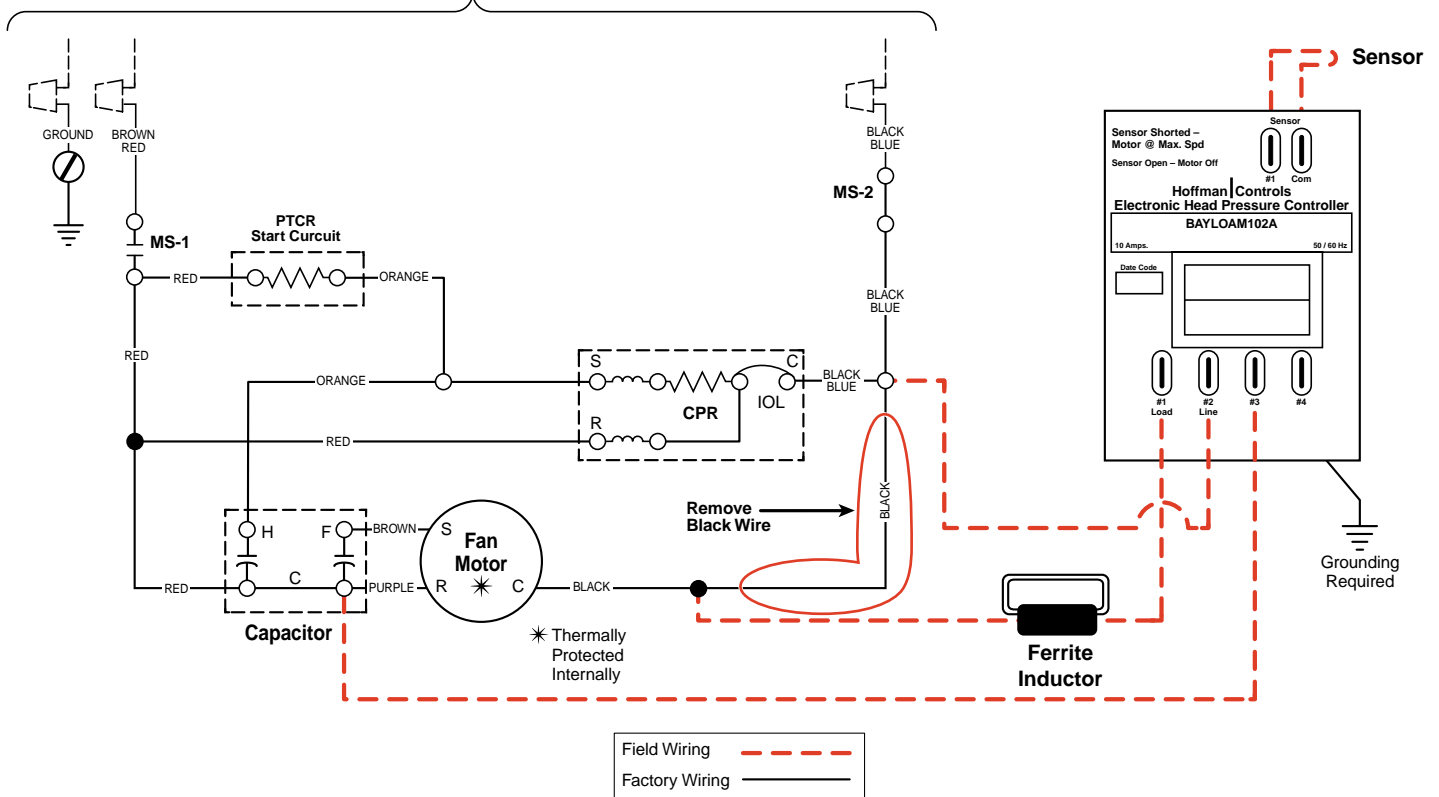 Sensor
GROUND
BROWN
RED
BLACK
BLUE
Sensor Shorted –
Motor @ Max. Spd
Sensor Open – Motor Off
Sensor
#1
Com
Hoffman Controls
Electronic Head Pressure Controller
BAYLOAM102A
10 Amps.
50 / 60 Hz
Date Code
MS-2
MS-1
PTCR
Start Curcuit
RED
ORANGE
BLACK
BLUE
RED
ORANGE
S
C
CPR
IOL
BLACK
BLUE
R
RED
#1
Load
#2
Line
#3
#4
Remove
Black Wire
BLACK
H
F
BROWN
S
Fan
Motor
RED
C
PURPLE
R
C
BLACK
Capacitor
Thermally
Protected
Internally
Ferrite
Inductor
Grounding
Required
Field Wiring
Factory Wiring